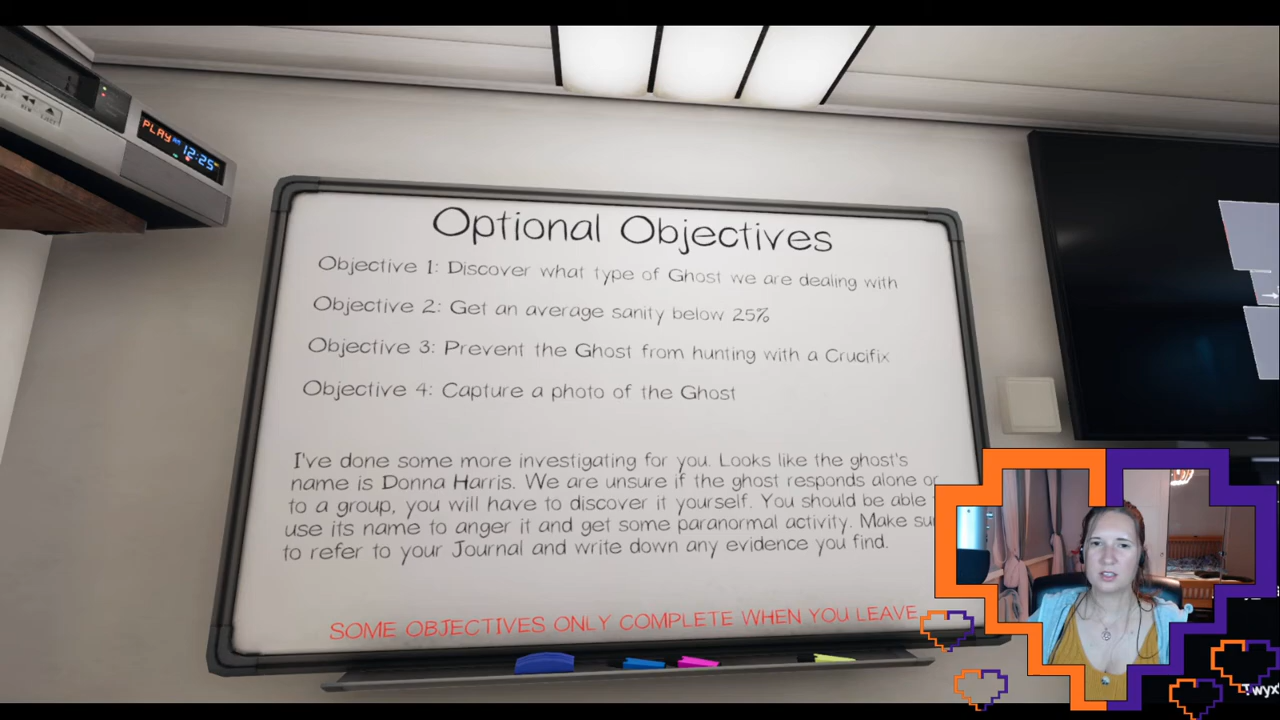 PLAY 12:25
Optional Objectives
Objective 1: Discover what type of Ghost we are dealing with
Objective 2: Get an average sanity below 25%
Objective 3: Prevent the Ghost from hunting with a Crucifix
Objective 4: Capture a photo of the Ghost
I've done some more investigating for you. Looks like the ghost's
name is Donna Harris. We are unsure if the ghost responds alone or
to a group, you will have to discover it yourself. You should be able
use its name to anger it and get some paranormal activity. Make
to refer to your Journal and write down any evidence you find.
SOME OBJECTIVES ONLY COMPLETE WHEN YOU LEAVE